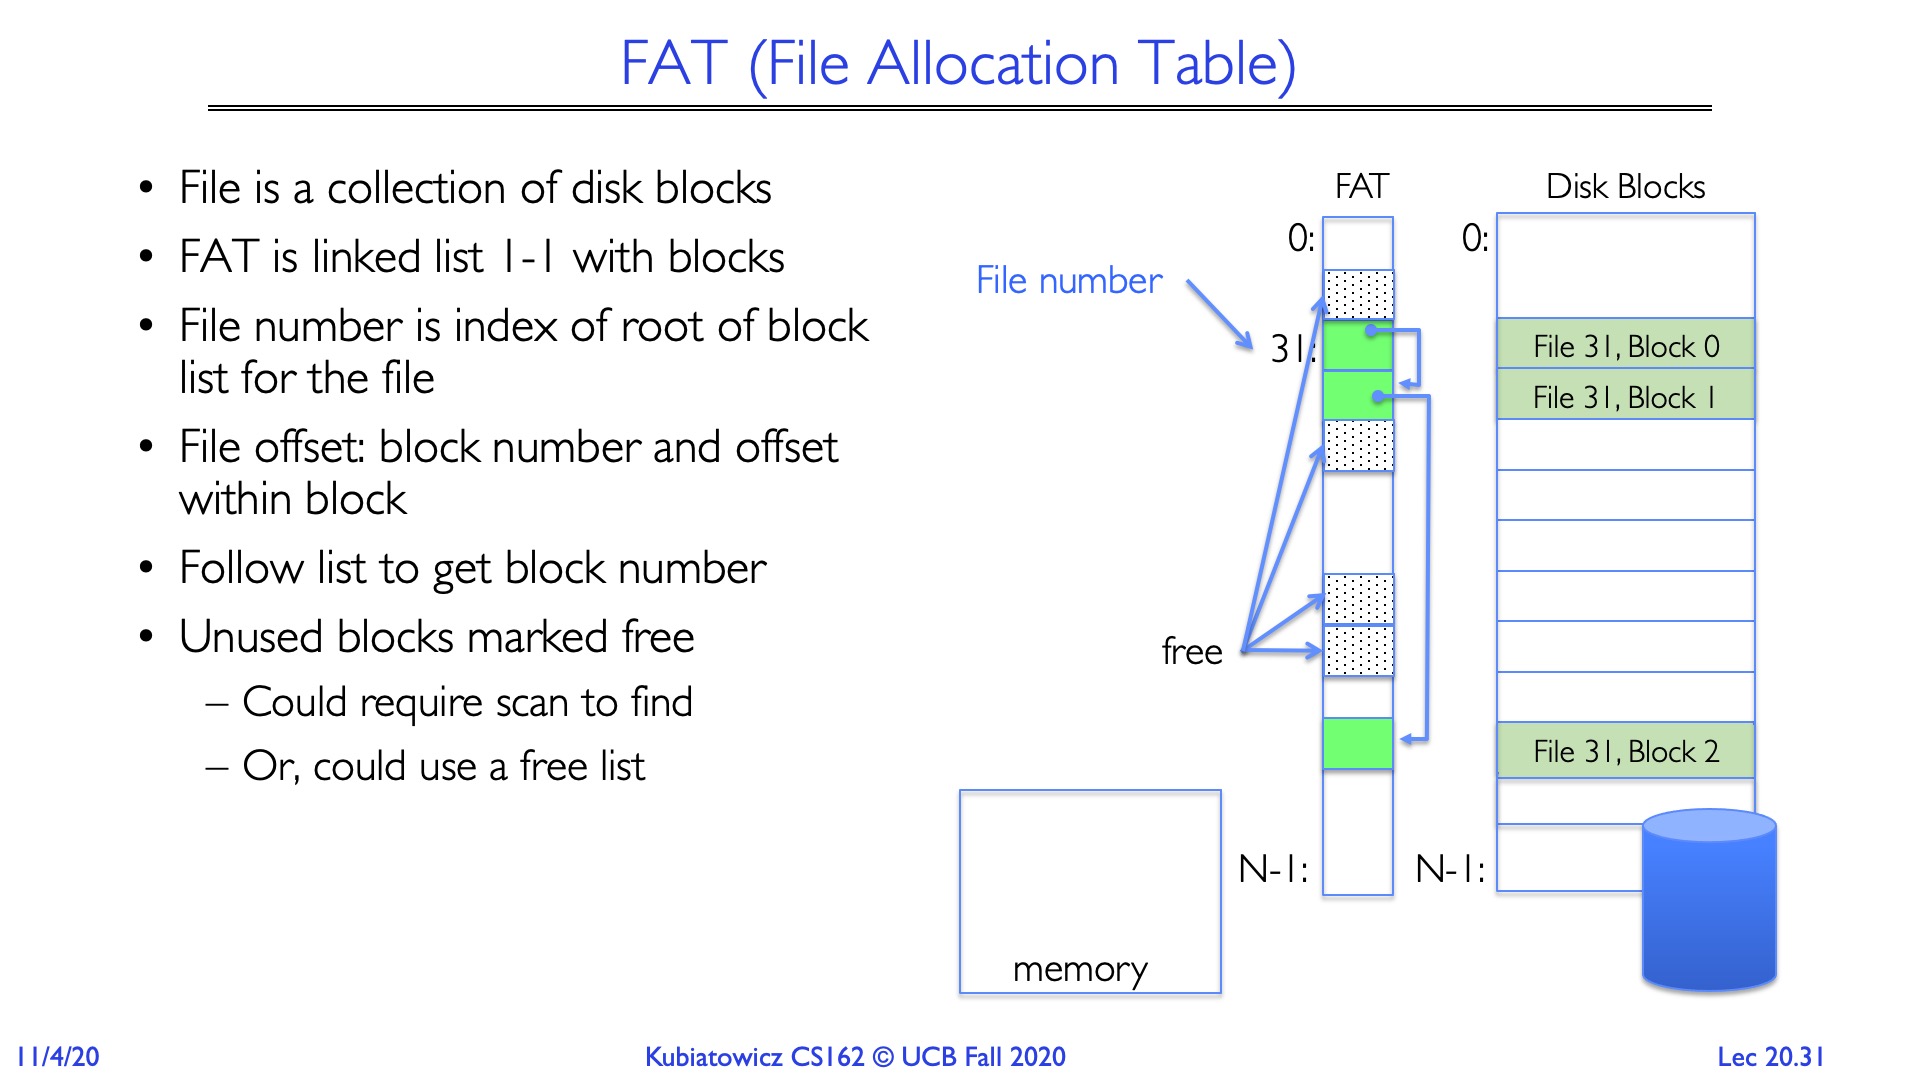 FAT (File Allocation Table)
• File is a collection of disk blocks
• FAT is linked list 1-1 with blocks
• File number is index of root of block
list for the file
• File offset: block number and offset
within block
• Follow list to get block number
• Unused blocks marked free
– Could require scan to find
– Or, could use a free list
FAT
Disk Blocks
0:
0:
File number
31:
File 31, Block 0
File 31, Block 1
free
File 31, Block 2
N-1:
N-1:
memory
11/4/20
Kubiatowicz CS162 © UCB Fall 2020
Lec 20.31